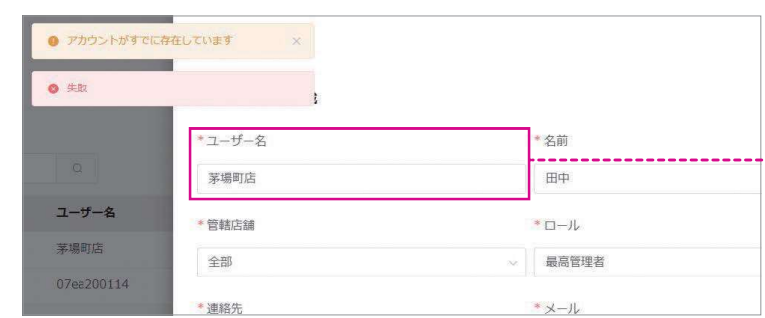 アカウントがすでに存在しています
失敗
* ユーザー名
* 名前
茅場町店
田中
ユーザー名
* 管轄店舗
* ロール
茅場町店
全部
最高管理者
07ee200114
* 連絡先
* メール